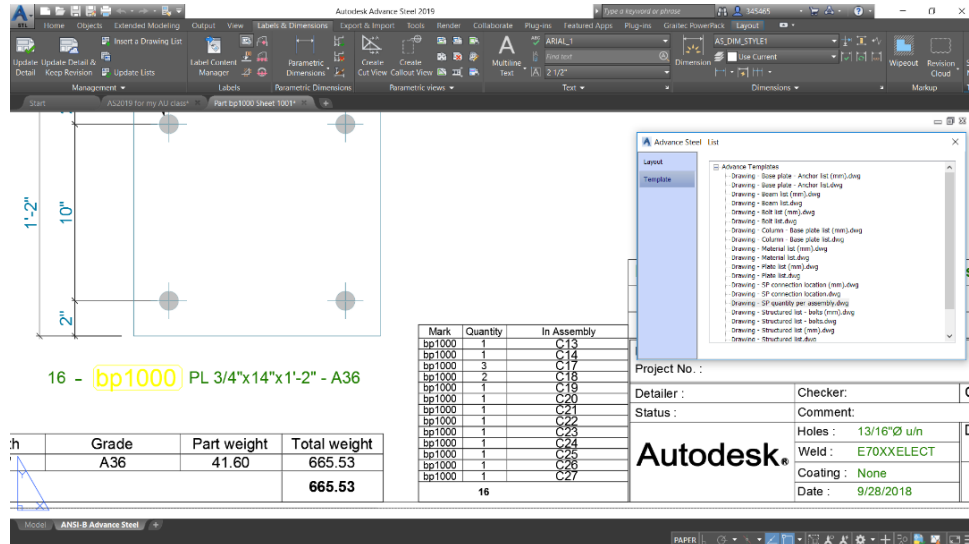 Autodesk Advance Steel 2019
Type a keyword or phrase
345465
Home Objects Extended Modeling Output View Labels & Dimensions Export & Import Tools Render Collaborate Plug-ins Featured Apps Plug-ins Graitec PowerPack Layout
Insert a Drawing List
Update Detail
Update Detail & Keep Revision
Update Lists
Label Content Manager
Parametric Dimensions
Create Cut View
Create Callout View
Multiline Text
ARIAL_1
Find text
2 1/2"
Dimension
AS_DIM_STYLE1
Use Current
Wipeout
Revision Cloud
Management
Labels
Parametric Dimensions
Parametric views
Text
Dimensions
Markup
Start
AS2019 for my AU class*
Part bp1000 Sheet 1001*
1'-2"
10"
2"
16 - bp1000 PL 3/4"x14"x1'-2" - A36
Grade Part weight Total weight
A36 41.60 665.53
665.53
Mark Quantity In Assembly
bp1000 1 C13
bp1000 1 C14
bp1000 3 C17
bp1000 2 C18
bp1000 1 C19
bp1000 1 C20
bp1000 1 C21
bp1000 1 C22
bp1000 1 C23
bp1000 1 C24
bp1000 1 C25
bp1000 1 C26
bp1000 1 C27
16
Advance Steel List
Layout
Template
Advance Templates
Drawing - Base plate - Anchor list (mm).dwg
Drawing - Base plate - Anchor list.dwg
Drawing - Beam list (mm).dwg
Drawing - Beam list.dwg
Drawing - Bolt list (mm).dwg
Drawing - Bolt list.dwg
Drawing - Column - Base plate list (mm).dwg
Drawing - Column - Base plate list.dwg
Drawing - Material list (mm).dwg
Drawing - Material list.dwg
Drawing - Plate list (mm).dwg
Drawing - Plate list.dwg
Drawing - SP connection location (mm).dwg
Drawing - SP connection location.dwg
Drawing - SP quantity per assembly.dwg
Drawing - Structured list - bolts (mm).dwg
Drawing - Structured list - bolts.dwg
Drawing - Structured list (mm).dwg
Drawing - Structured list.dwg
Project No. :
Detailer : Checker:
Status : Comment:
Autodesk®
Holes : 13/16"Ø u/n
Weld : E70XXELECT
Coating : None
Date : 9/28/2018
Model
ANSI-B Advance Steel
PAPER